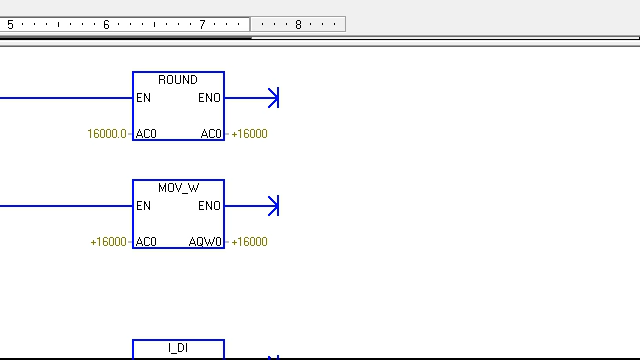 5 6 7 8
ROUND
EN ENO
16000.0 AC0 AC0 +16000
MOV_W
EN ENO
+16000 AC0 AQW0 +16000
I_DI